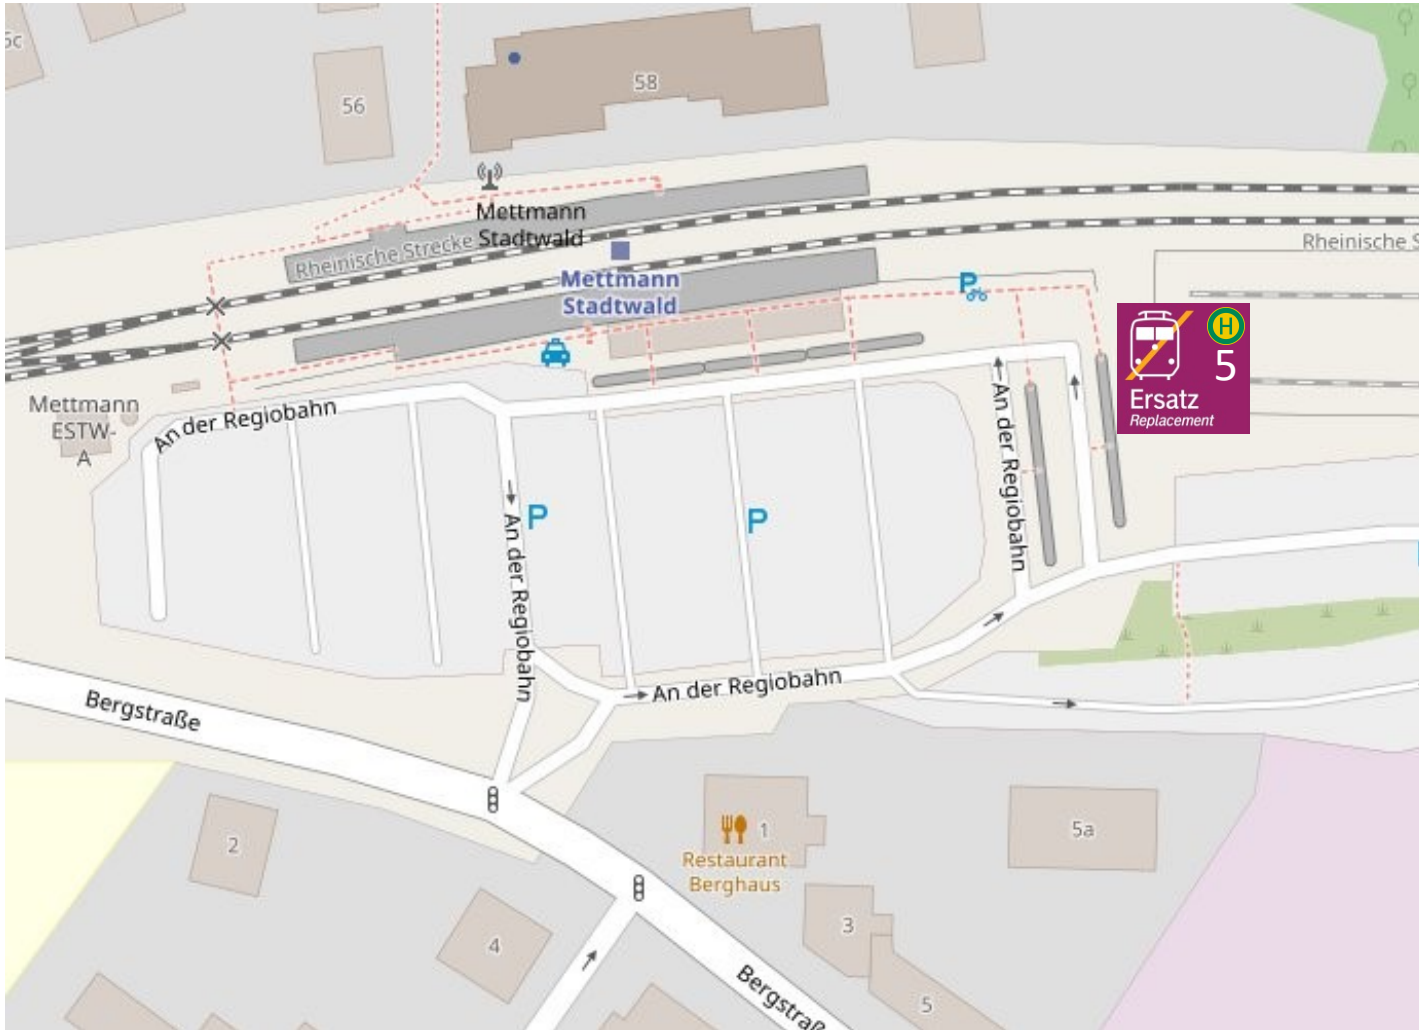 5c
56
58
Mettmann
Stadtwald
Rheinische Strecke
Mettmann
Stadtwald
Rheinische S
P
H
5
Ersatz
Replacement
Mettmann
ESTW-
A
An der Regiobahn
An der Regiobahn
An der Regiobahn
P
P
An der Regiobahn
Bergstraße
2
1
5a
Restaurant
Berghaus
3
4
5
Bergstraß